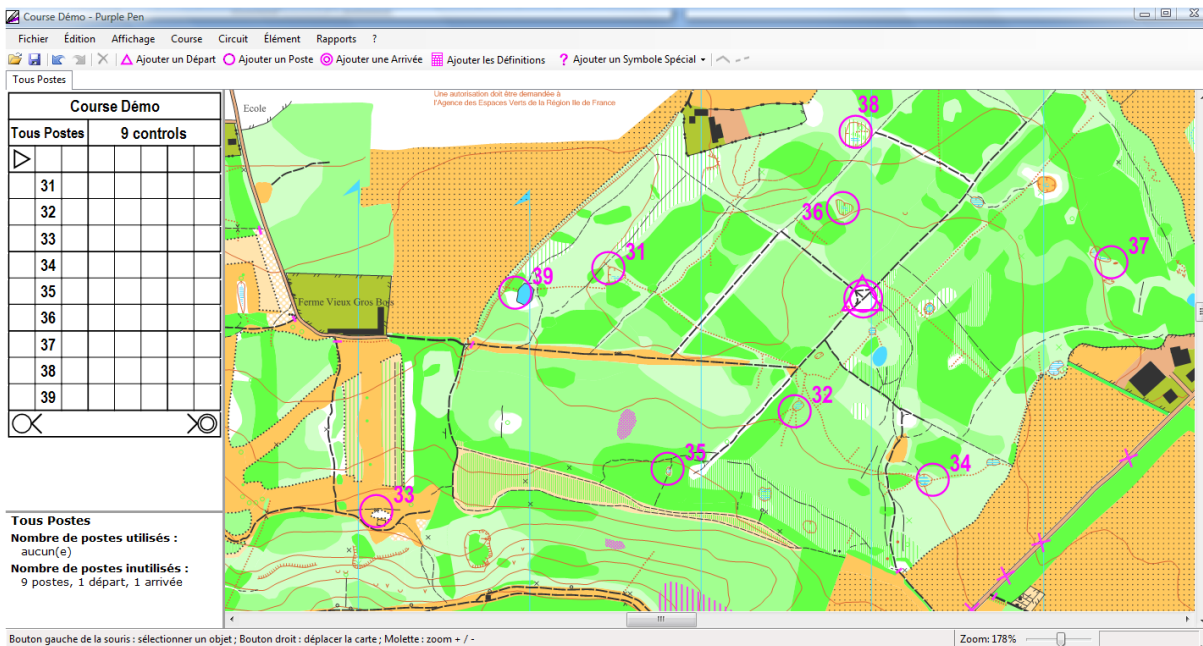 Course Démo - Purple Pen
Fichier Édition Affichage Course Circuit Élément Rapports ?
Ajouter un Départ Ajouter un Poste Ajouter une Arrivée Ajouter les Définitions ? Ajouter un Symbole Spécial
Tous Postes
Course Démo
Tous Postes 9 controls
31
32
33
34
35
36
37
38
39
Tous Postes
Nombre de postes utilisés :
aucun(e)
Nombre de postes inutilisés :
9 postes, 1 départ, 1 arrivée
Une autorisation doit être demandée à
l'Agence des Espaces Verts de la Région Ile de France
Ecole
38
36
31
37
39
Ferme Vieux Gros Bois
32
35
34
33
Bouton gauche de la souris : sélectionner un objet ; Bouton droit : déplacer la carte ; Molette : zoom + / -
Zoom: 178%